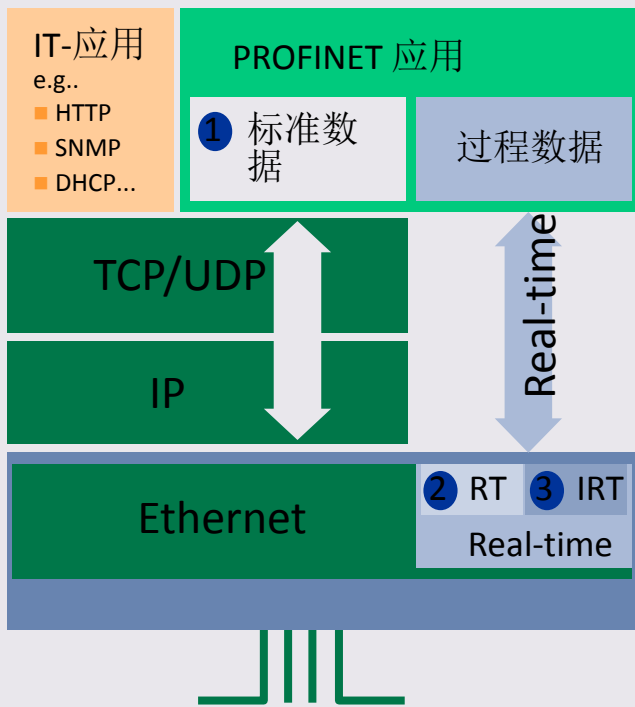 IT-应用
e.g..
HTTP
SNMP
DHCP...
PROFINET 应用
1 标准数
据
过程数据
TCP/UDP
IP
Real-time
Ethernet
2 RT
3 IRT
Real-time